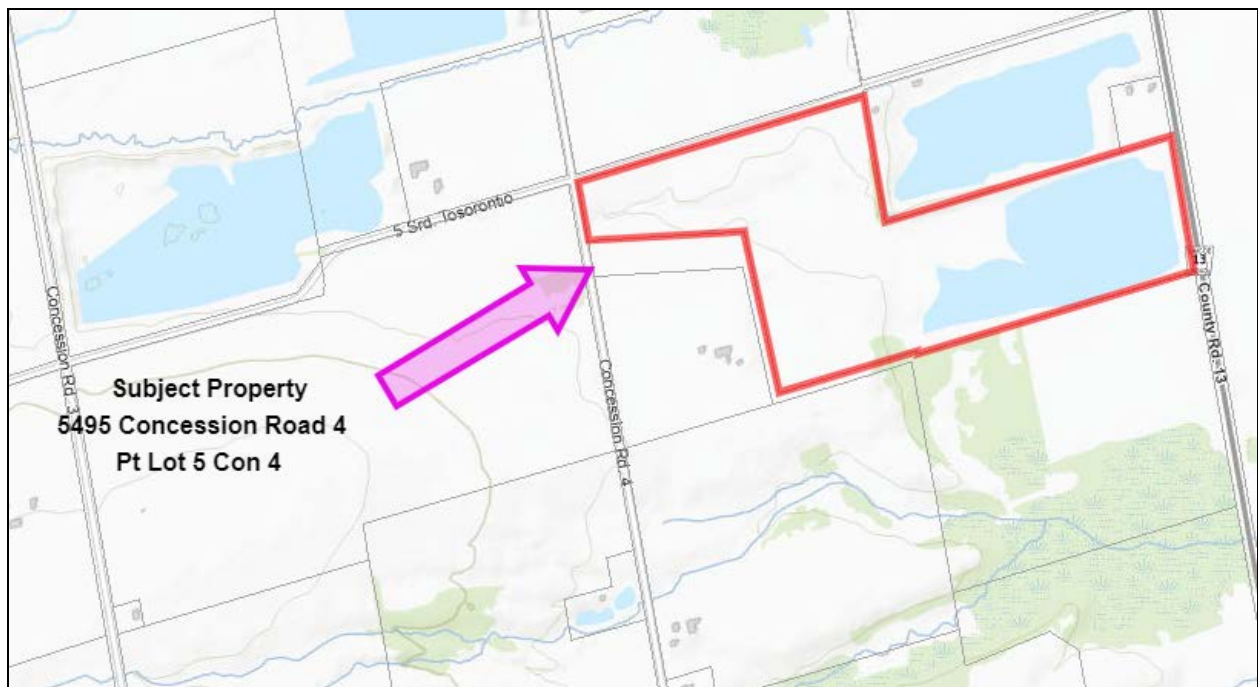 5 Srd. Tosorontio
Concession Rd. 3
Concession Rd. 4
13
County Rd. 13
Subject Property
5495 Concession Road 4
Pt Lot 5 Con 4